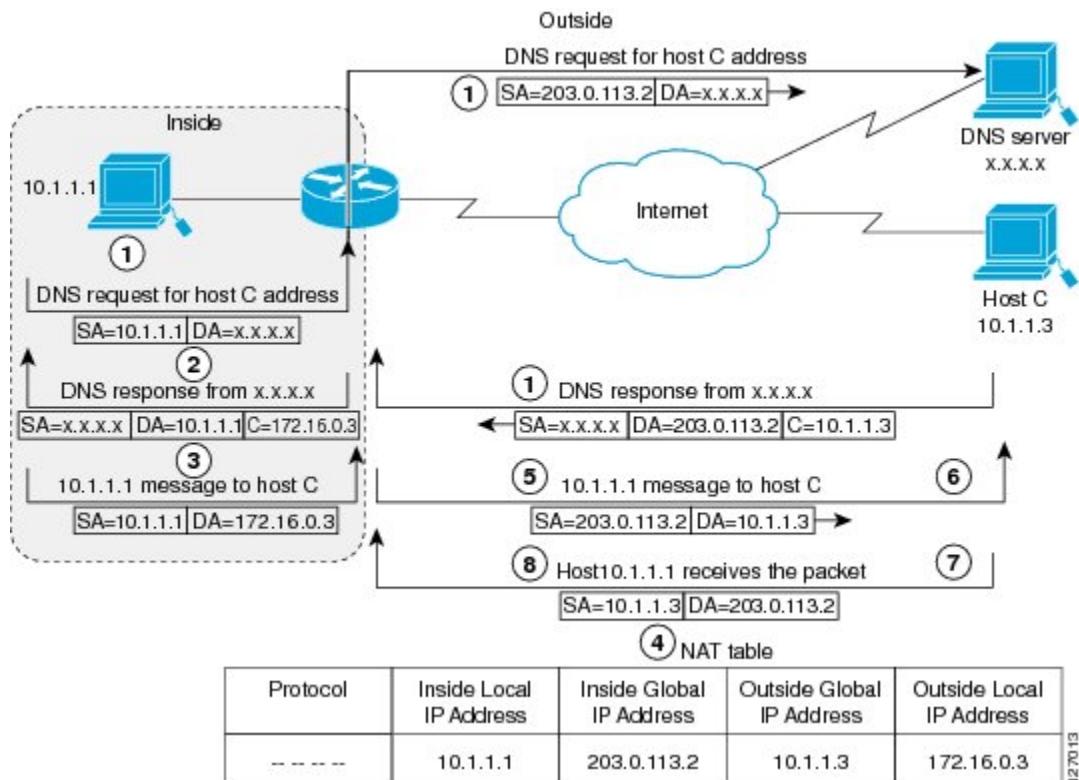 Outside
DNS request for host C address
1 SA=203.0.113.2 DA=x.x.x.x
Inside
DNS server
x.x.x.x
10.1.1.1
Internet
1
DNS request for host C address
SA=10.1.1.1 DA=x.x.x.x
Host C
10.1.1.3
2
DNS response from x.x.x.x
SA=x.x.x.x DA=10.1.1.1 C=172.16.0.3
1 DNS response from x.x.x.x
SA=x.x.x.x DA=203.0.113.2 C=10.1.1.3
3
10.1.1.1 message to host C
SA=10.1.1.1 DA=172.16.0.3
5 10.1.1.1 message to host C 6
SA=203.0.113.2 DA=10.1.1.3
8 Host10.1.1.1 receives the packet 7
SA=10.1.1.3 DA=203.0.113.2
4 NAT table
Protocol Inside Local Inside Global Outside Global Outside Local
IP Address IP Address IP Address IP Address
-- -- -- -- 10.1.1.1 203.0.113.2 10.1.1.3 172.16.0.3